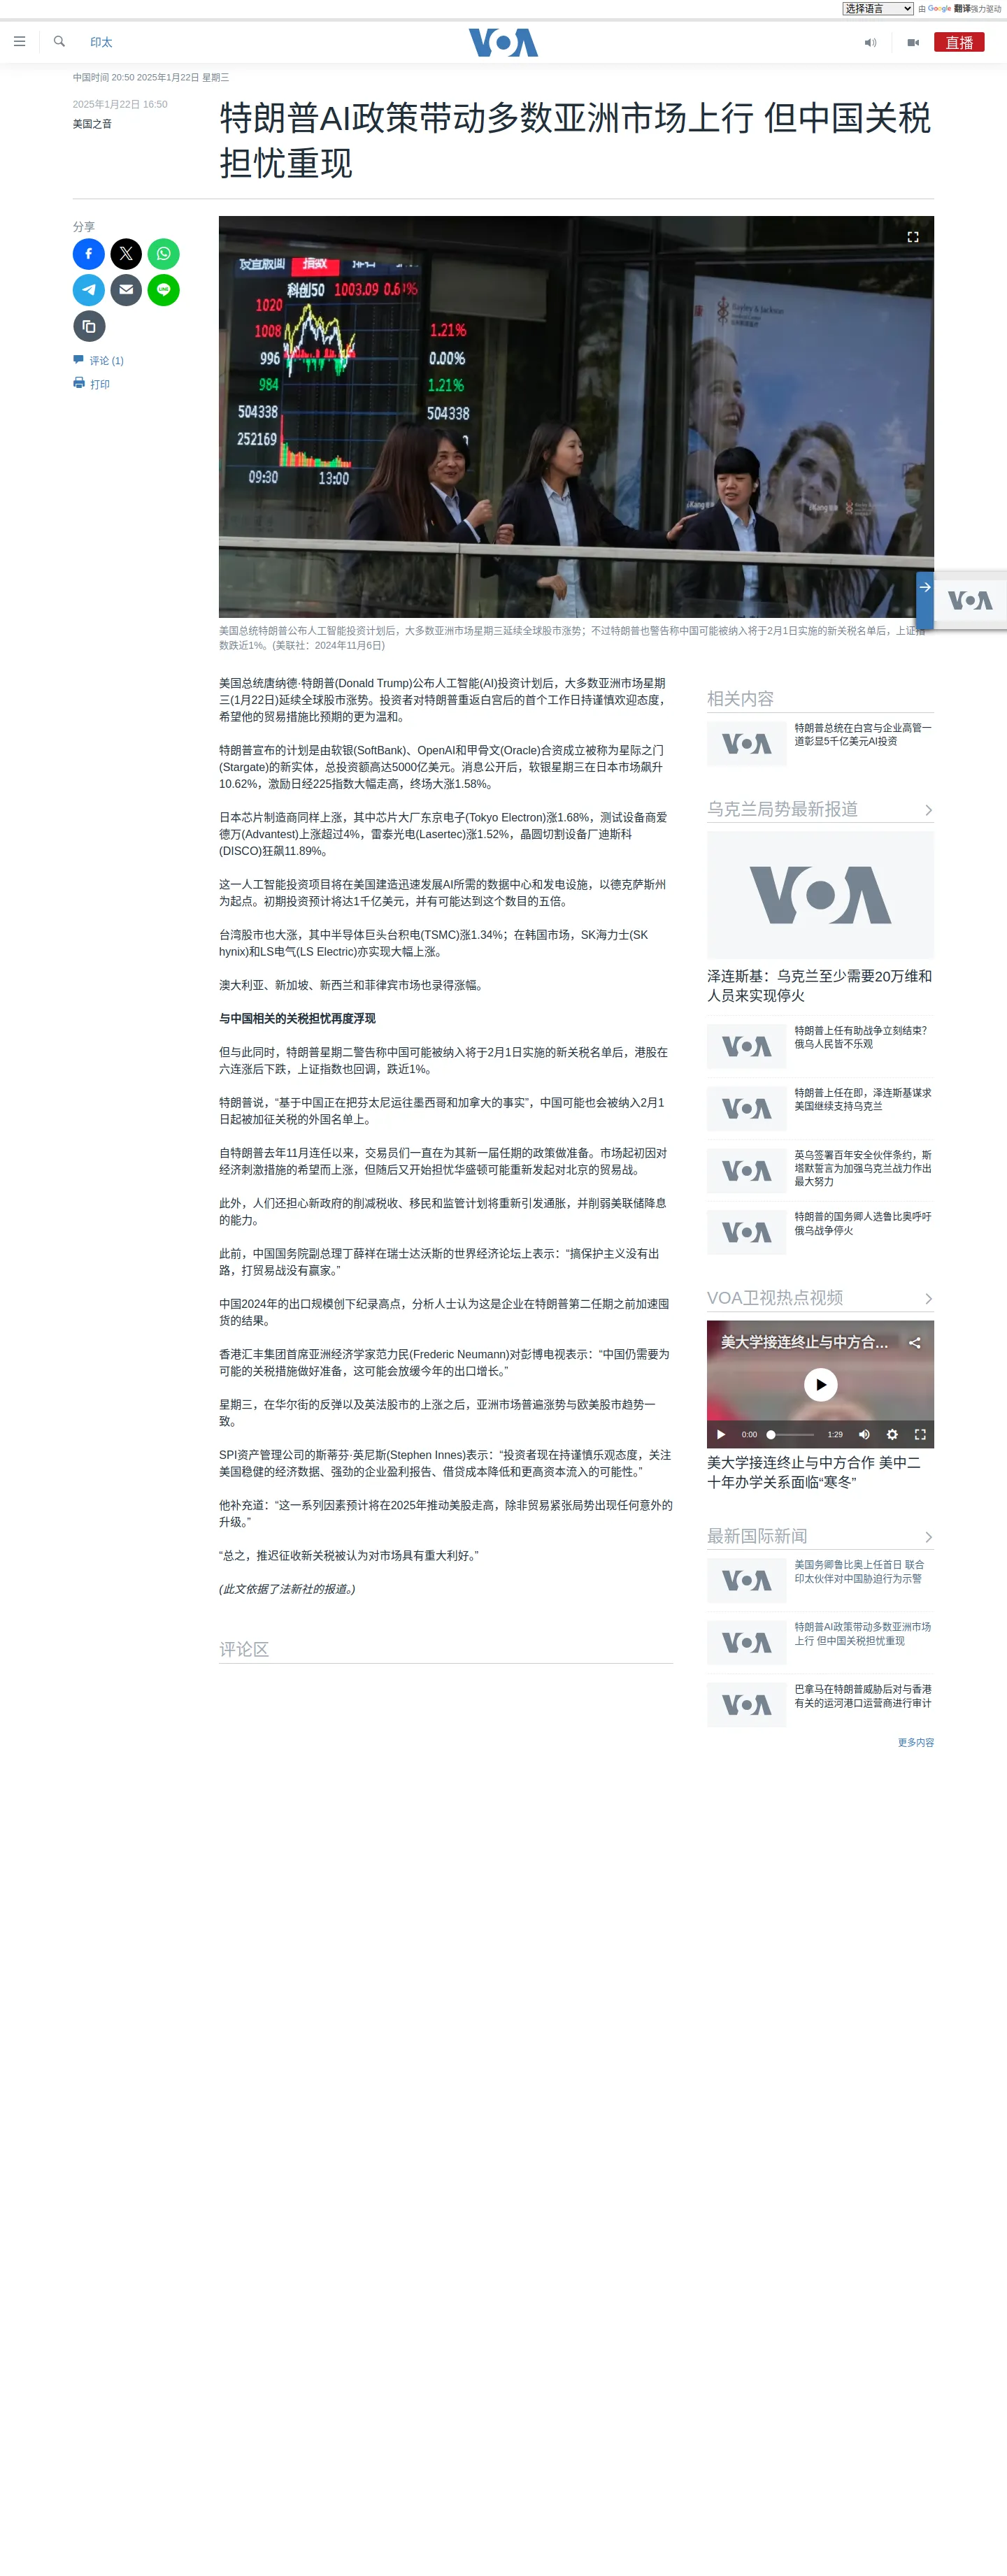 选择语言
由 Google 翻译强力驱动
印太
VOA
直播
中国时间 20:50 2025年1月22日 星期三
2025年1月22日 16:50
美国之音
特朗普AI政策带动多数亚洲市场上行 但中国关税
担忧重现
分享
评论 (1)
打印
指数
科创50 1003.09
1020
1008
996
984
504338
252169
09:30
13:00
1.21%
0.00%
1.21%
504338
Bayley & Jackson
VOA
美国总统特朗普公布人工智能投资计划后，大多数亚洲市场星期三延续全球股市涨势；不过特朗普也警告称中国可能被纳入将于2月1日实施的新关税名单后，上证指
数跌近1%。(美联社：2024年11月6日)
美国总统唐纳德·特朗普(Donald Trump)公布人工智能(AI)投资计划后，大多数亚洲市场星期
三(1月22日)延续全球股市涨势。投资者对特朗普重返白宫后的首个工作日持谨慎欢迎态度，
希望他的贸易措施比预期的更为温和。
特朗普宣布的计划是由软银(SoftBank)、OpenAI和甲骨文(Oracle)合资成立被称为星际之门
(Stargate)的新实体，总投资额高达5000亿美元。消息公开后，软银星期三在日本市场飙升
10.62%，激励日经225指数大幅走高，终场大涨1.58%。
日本芯片制造商同样上涨，其中芯片大厂东京电子(Tokyo Electron)涨1.68%，测试设备商爱
德万(Advantest)上涨超过4%，雷泰光电(Lasertec)涨1.52%，晶圆切割设备厂迪斯科
(DISCO)狂飙11.89%。
这一人工智能投资项目将在美国建造迅速发展AI所需的数据中心和发电设施，以德克萨斯州
为起点。初期投资预计将达1千亿美元，并有可能达到这个数目的五倍。
台湾股市也大涨，其中半导体巨头台积电(TSMC)涨1.34%；在韩国市场，SK海力士(SK
hynix)和LS电气(LS Electric)亦实现大幅上涨。
澳大利亚、新加坡、新西兰和菲律宾市场也录得涨幅。
与中国相关的关税担忧再度浮现
但与此同时，特朗普星期二警告称中国可能被纳入将于2月1日实施的新关税名单后，港股在
六连涨后下跌，上证指数也回调，跌近1%。
特朗普说，“基于中国正在把芬太尼运往墨西哥和加拿大的事实”，中国可能也会被纳入2月1
日起被加征关税的外国名单上。
自特朗普去年11月连任以来，交易员们一直在为其新一届任期的政策做准备。市场起初因对
经济刺激措施的希望而上涨，但随后又开始担忧华盛顿可能重新发起对北京的贸易战。
此外，人们还担心新政府的削减税收、移民和监管计划将重新引发通胀，并削弱美联储降息
的能力。
此前，中国国务院副总理丁薛祥在瑞士达沃斯的世界经济论坛上表示：“搞保护主义没有出
路，打贸易战没有赢家。”
中国2024年的出口规模创下纪录高点，分析人士认为这是企业在特朗普第二任期之前加速囤
货的结果。
香港汇丰集团首席亚洲经济学家范力民(Frederic Neumann)对彭博电视表示：“中国仍需要为
可能的关税措施做好准备，这可能会放缓今年的出口增长。”
星期三，在华尔街的反弹以及英法股市的上涨之后，亚洲市场普遍涨势与欧美股市趋势一
致。
SPI资产管理公司的斯蒂芬·英尼斯(Stephen Innes)表示：“投资者现在持谨慎乐观态度，关注
美国稳健的经济数据、强劲的企业盈利报告、借贷成本降低和更高资本流入的可能性。”
他补充道：“这一系列因素预计将在2025年推动美股走高，除非贸易紧张局势出现任何意外的
升级。”
“总之，推迟征收新关税被认为对市场具有重大利好。”
(此文依据了法新社的报道。)
评论区
相关内容
VOA
特朗普总统在白宫与企业高管一
道彰显5千亿美元AI投资
乌克兰局势最新报道
VOA
泽连斯基：乌克兰至少需要20万维和
人员来实现停火
VOA
特朗普上任有助战争立刻结束?
俄乌人民皆不乐观
VOA
特朗普上任在即，泽连斯基谋求
美国继续支持乌克兰
VOA
英乌签署百年安全伙伴条约，斯
塔默誓言为加强乌克兰战力作出
最大努力
VOA
特朗普的国务卿人选鲁比奥呼吁
俄乌战争停火
VOA卫视热点视频
美大学接连终止与中方合…
0:00
1:29
美大学接连终止与中方合作 美中二
十年办学关系面临“寒冬”
最新国际新闻
VOA
美国务卿鲁比奥上任首日 联合
印太伙伴对中国胁迫行为示警
VOA
特朗普AI政策带动多数亚洲市场
上行 但中国关税担忧重现
VOA
巴拿马在特朗普威胁后对与香港
有关的运河港口运营商进行审计
更多内容